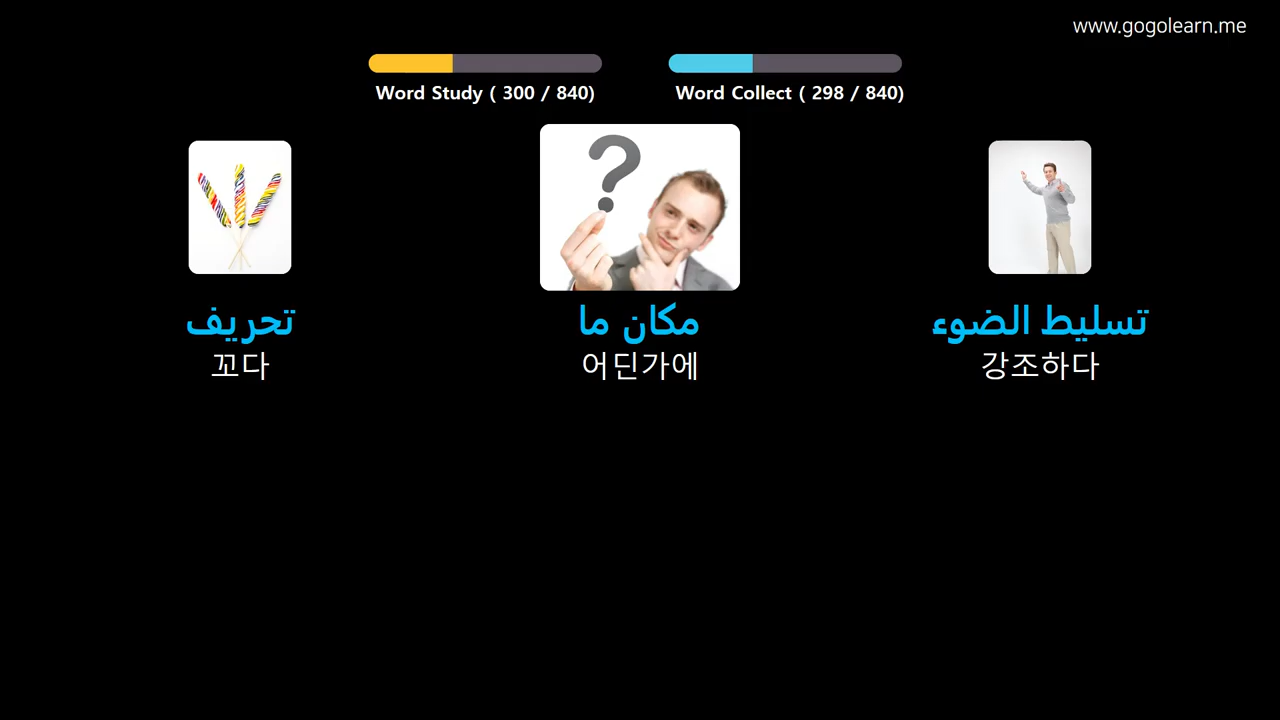 www.gogolearn.me
Word Study ( 300 / 840)
Word Collect ( 298 / 840)
تحريف
꼬다
مكان ما
어딘가에
تسليط الضوء
강조하다